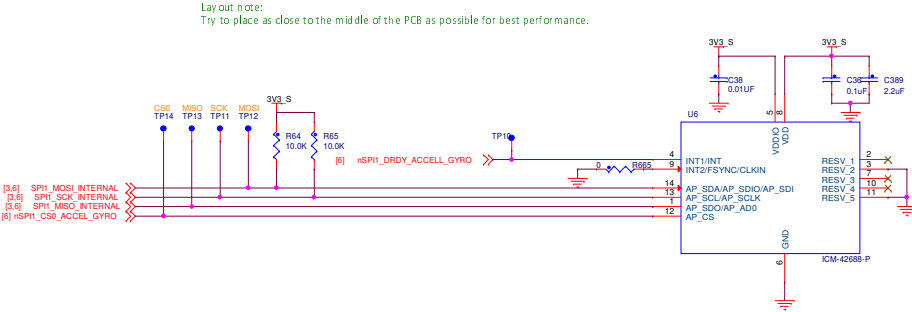 Layout note:
Try to place as close to the middle of the PCB as possible for best performance.
3V3_S
3V3_S
C38
0.01UF
C36
0.1uF
C389
2.2uF
CS0
MISO
SCK
MOSI
TP14
TP13
TP11
TP12
3V3_S
R64
10.0K
R65
10.0K
TP10
U6
5
8
VDDIO
VDD
[6] nSPI1_DRDY_ACCELL_GYRO
4
INT1/INT
9
INT2/FSYNC/CLKIN
0
R665
RESV_1
2
RESV_2
3
RESV_3
7
RESV_4
10
RESV_5
11
[3,6] SPI1_MOSI_INTERNAL
14
AP_SDA/AP_SDIO/AP_SDI
[3,6] SPI1_SCK_INTERNAL
13
AP_SCL/AP_SCLK
[3,6] SPI1_MISO_INTERNAL
1
AP_SDO/AP_AD0
[6] nSPI1_CS0_ACCEL_GYRO
12
AP_CS
GND
6
ICM-42688-P